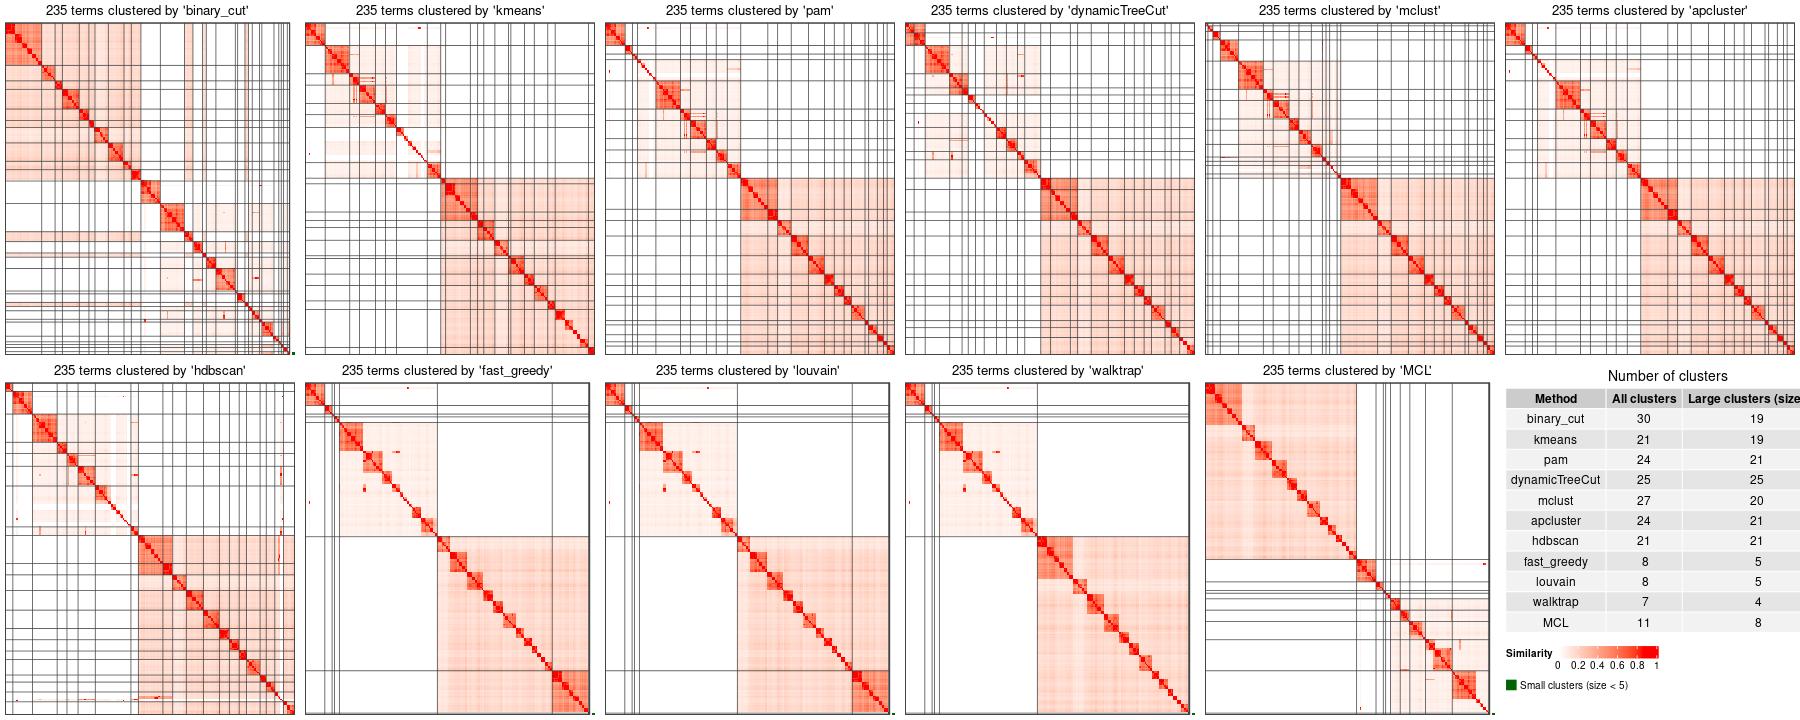 235 terms clustered by 'binary_cut'
235 terms clustered by 'kmeans'
235 terms clustered by 'pam'
235 terms clustered by 'dynamicTreeCut'
235 terms clustered by 'mclust'
235 terms clustered by 'apcluster'
235 terms clustered by 'hdbscan'
235 terms clustered by 'fast_greedy'
235 terms clustered by 'louvain'
235 terms clustered by 'walktrap'
235 terms clustered by 'MCL'
Number of clusters
Method All clusters Large clusters (size
binary_cut 30 19
kmeans 21 19
pam 24 21
dynamicTreeCut 25 25
mclust 27 20
apcluster 24 21
hdbscan 21 21
fast_greedy 8 5
louvain 8 5
walktrap 7 4
MCL 11 8
Similarity
0 0.2 0.4 0.6 0.8 1
Small clusters (size < 5)